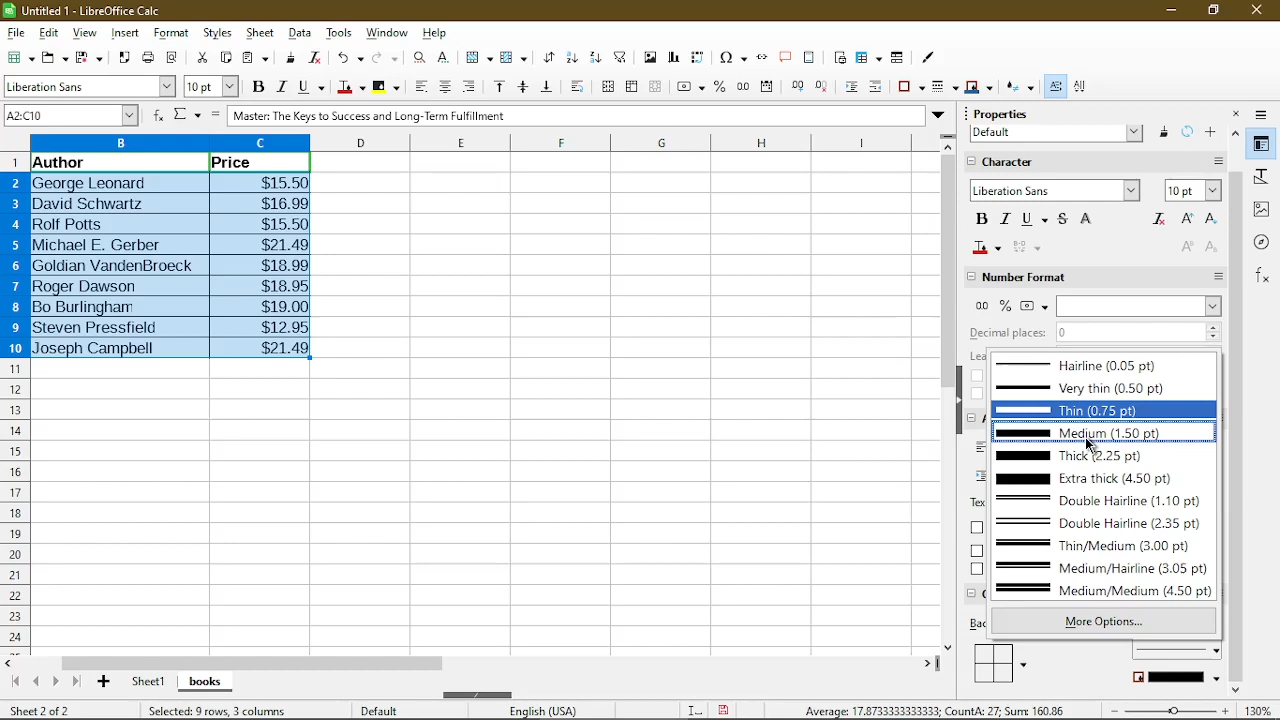 Untitled 1 - LibreOffice Calc
File Edit View Insert Format Styles Sheet Data Tools Window Help
Liberation Sans 10 pt
A2:C10 Master: The Keys to Success and Long-Term Fulfillment
B C D E F G H I
1 Author Price
2 George Leonard $15.50
3 David Schwartz $16.99
4 Rolf Potts $15.50
5 Michael E. Gerber $21.49
6 Goldian VandenBroeck $18.99
7 Roger Dawson $18.95
8 Bo Burlingham $19.00
9 Steven Pressfield $12.95
10 Joseph Campbell $21.49
11
12
13
14
15
16
17
18
19
20
21
22
23
24
Properties
Default
Character
Liberation Sans 10 pt
Number Format
Decimal places: 0
Lea
Hairline (0.05 pt)
Very thin (0.50 pt)
Thin (0.75 pt)
Medium (1.50 pt)
Thick (2.25 pt)
Extra thick (4.50 pt)
Double Hairline (1.10 pt)
Double Hairline (2.35 pt)
Thin/Medium (3.00 pt)
Medium/Hairline (3.05 pt)
Medium/Medium (4.50 pt)
More Options...
Tex
Bac
Sheet1 books
Sheet 2 of 2 Selected: 9 rows, 3 columns Default English (USA) Average: 17.8733333333333; CountA: 27; Sum: 160.86 130%